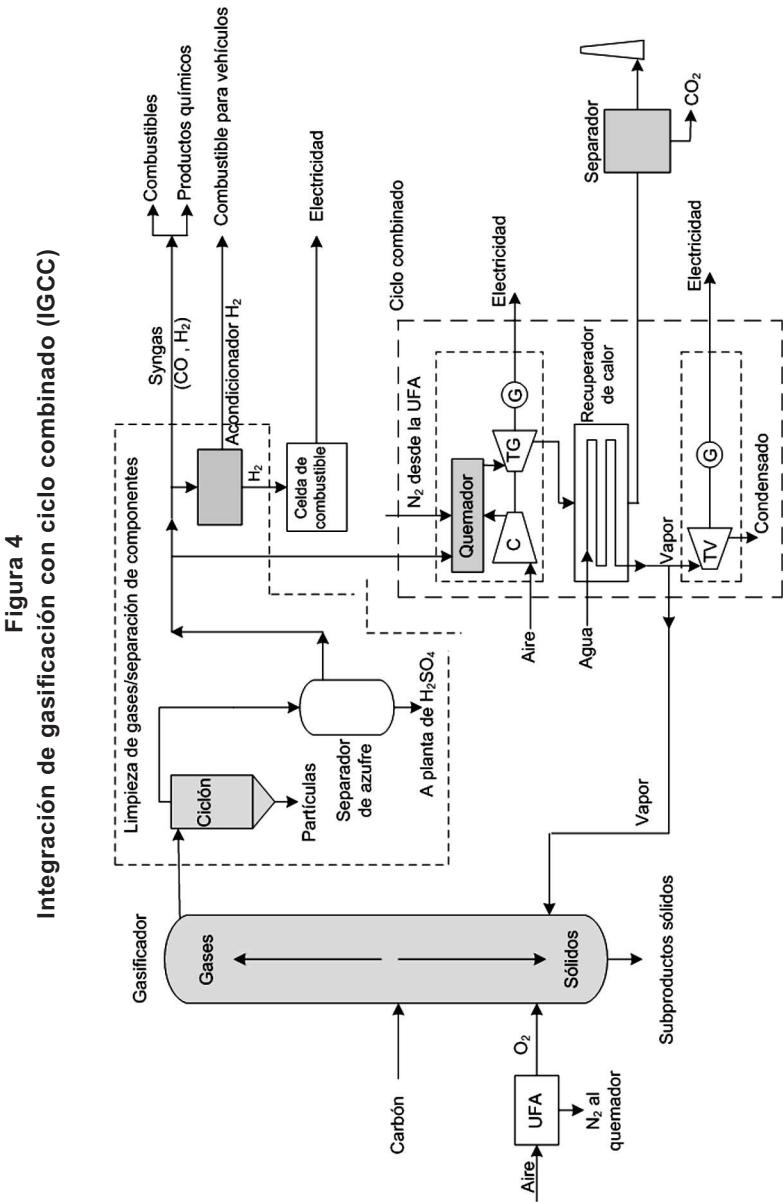 Figura 4
Integración de gasificación con ciclo combinado (IGCC)
Gasificador
Gases
Sólidos
Subproductos sólidos
Carbón
Aire
UFA
O₂
N₂ al
quemador
Limpieza de gases/separación de componentes
Ciclón
Partículas
Separador
de azufre
A planta de H₂SO₄
Syngas
(CO , H₂)
Combustibles
Productos químicos
Acondicionador H₂
Combustible para vehículos
H₂
Celda de
combustible
Electricidad
Ciclo combinado
N₂ desde la UFA
Quemador
C
TG
G
Electricidad
Aire
Agua
Recuperador
de calor
Vapor
Vapor
TV
G
Condensado
Electricidad
Separador
CO₂